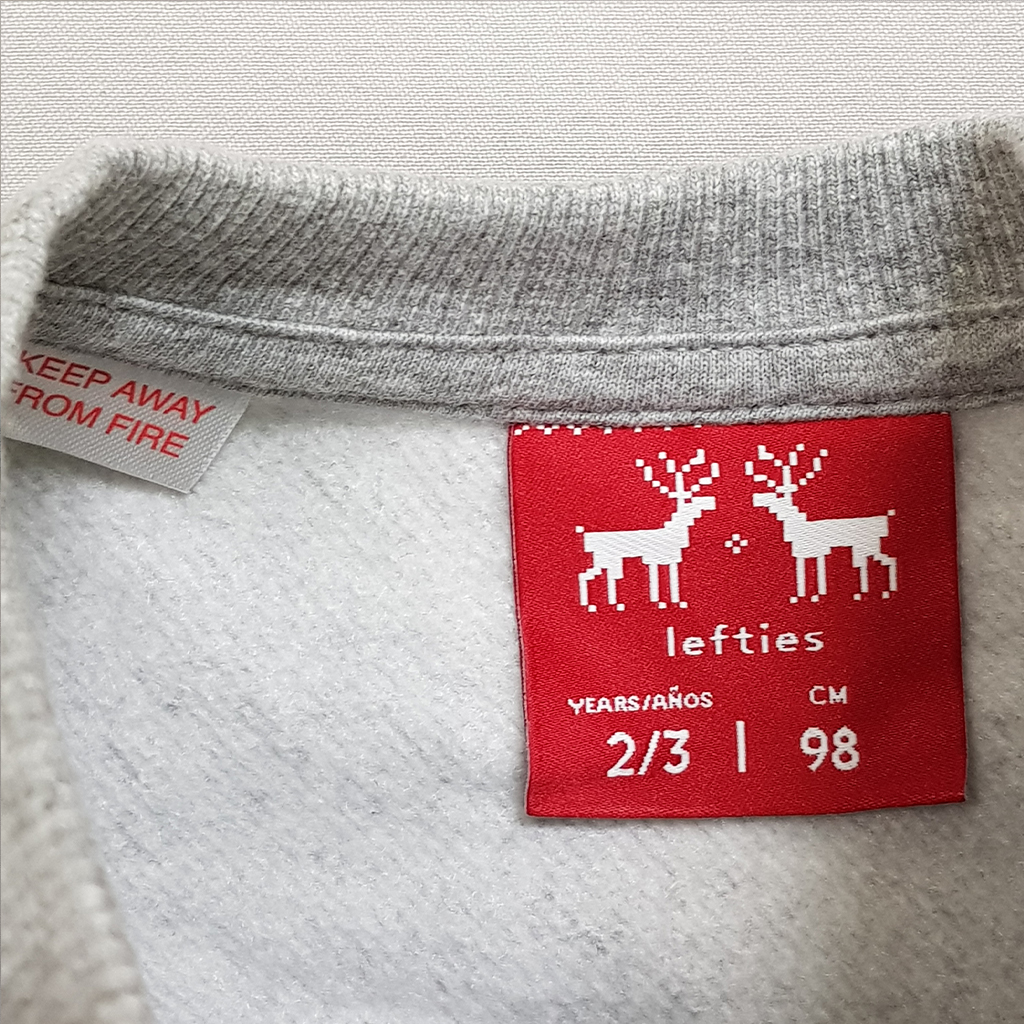 KEEP AWAY
FROM FIRE
lefties
YEARS/AÑOS CM
2/3 | 98